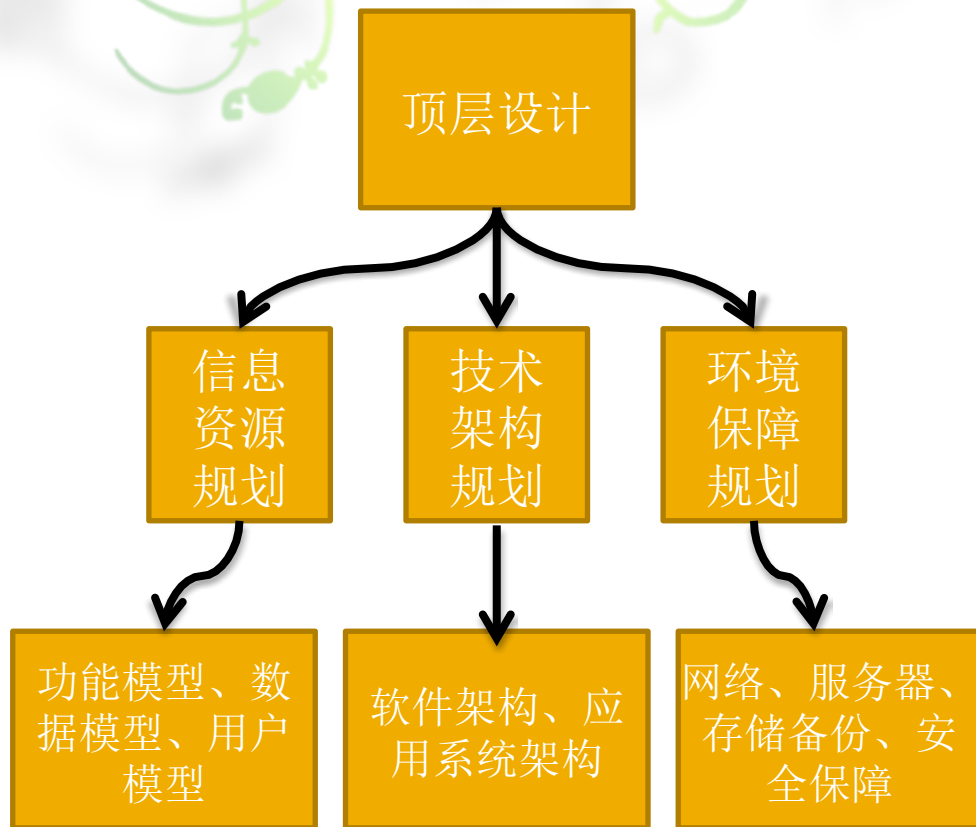 顶层设计
信息
资源
规划
技术
架构
规划
环境
保障
规划
功能模型、数
据模型、用户
模型
软件架构、应
用系统架构
网络、服务器、
存储备份、安
全保障